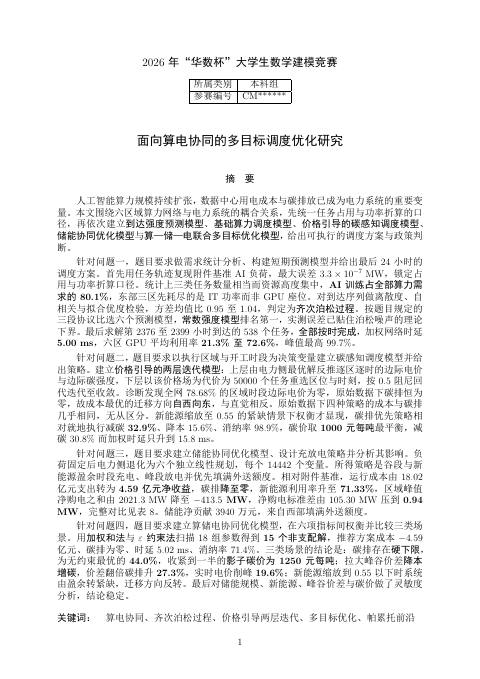 2026 年“华数杯”大学生数学建模竞赛
所属类别 本科组
参赛编号 CM******
面向算电协同的多目标调度优化研究
摘 要
人工智能算力规模持续扩张，数据中心用电成本与碳排放已成为电力系统的重要变
量。本文围绕六区域算力网络与电力系统的耦合关系，先统一任务占用与功率折算的口
径，再依次建立到达强度预测模型、基础算力调度模型、价格引导的碳感知调度模型、
储能协同优化模型与算—储—电联合多目标优化模型，给出可执行的调度方案与政策判
断。
针对问题一，题目要求做需求统计分析、构建短期预测模型并给出最后 24 小时的
调度方案。首先用任务轨迹复现附件基准 AI 负荷，最大误差 3.3 × 10⁻⁷ MW，锁定占
用与功率折算口径。统计上三类任务数量相当而资源高度集中，AI 训练占全部算力需
求的 80.1%，东部三区先耗尽的是 IT 功率而非 GPU 座位。对到达序列做离散度、自
相关与拟合优度检验，方差均值比 0.95 至 1.04，判定为齐次泊松过程。按题目规定的
三段协议比选六个预测模型，常数强度模型排名第一，实测误差已贴住泊松噪声的理论
下界。最后求解第 2376 至 2399 小时到达的 538 个任务，全部按时完成，加权网络时延
5.00 ms，六区 GPU 平均利用率 21.3% 至 72.6%，峰值最高 99.7%。
针对问题二，题目要求以执行区域与开工时段为决策变量建立碳感知调度模型并给
出策略。建立价格引导的两层迭代模型：上层由电力侧最优解反推逐区逐时的边际电价
与边际碳强度，下层以该价格场为代价为 50000 个任务重选区位与时刻，按 0.5 阻尼回
代迭代至收敛。诊断发现全网 78.68% 的区域时段边际电价为零，原始数据下碳排恒为
零，故成本最优的迁移方向自西向东，与直觉相反。原始数据下四种策略的成本与碳排
几乎相同，无从区分。新能源缩放至 0.55 的紧缺情景下权衡才显现，碳排优先策略相
对就地执行减碳 32.9%、降本 15.6%、消纳率 98.9%，碳价取 1000 元每吨最平衡，减
碳 30.8% 而加权时延只升到 15.8 ms。
针对问题三，题目要求建立储能协同优化模型、设计充放电策略并分析其影响。负
荷固定后电力侧退化为六个独立线性规划，每个 14442 个变量。所得策略是谷段与新
能源盈余时段充电、峰段放电并优先填满外送额度。相对附件基准，运行成本由 18.02
亿元支出转为 4.59 亿元净收益，碳排降至零，新能源利用率升至 71.33%，区域峰值
净购电之和由 2021.3 MW 降至 −413.5 MW，净购电标准差由 105.30 MW 压到 0.94
MW，完整对比见表 8。储能净贡献 3940 万元，来自西部填满外送额度。
针对问题四，题目要求建立算储电协同优化模型，在六项指标间权衡并比较三类场
景。用加权和法与 ε 约束法扫描 18 组参数得到 15 个非支配解，推荐方案成本 −4.59
亿元、碳排为零、时延 5.02 ms、消纳率 71.4%。三类场景的结论是：碳排存在硬下限，
为无约束最优的 44.0%，收紧到一半的影子碳价为 1250 元每吨；拉大峰谷价差降本
增碳，价差翻倍碳排升 27.3%，实时电价削峰 19.6%；新能源缩放到 0.55 以下时系统
由盈余转紧缺，迁移方向反转。最后对储能规模、新能源、峰谷价差与碳价做了灵敏度
分析，结论稳定。
关键词： 算电协同、齐次泊松过程、价格引导两层迭代、多目标优化、帕累托前沿
1